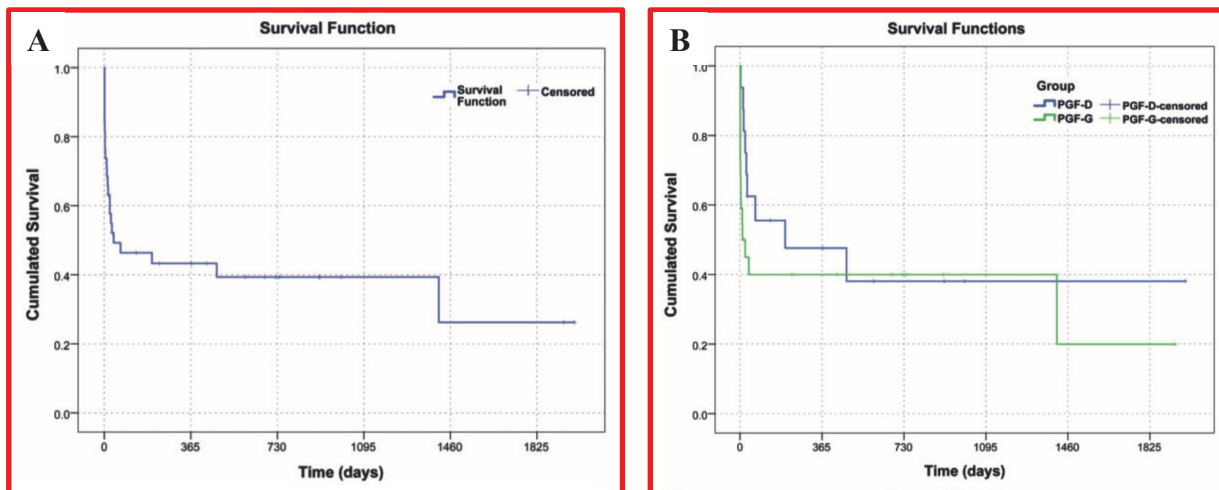 A
Survival Function
Survival Function
Censored
Cumulated Survival
1.0
0.8
0.6
0.4
0.2
0.0
0 365 730 1095 1460 1825
Time (days)
B
Survival Functions
Group
PGF-D PGF-D-censored
PGF-G PGF-G-censored
Cumulated Survival
1.0
0.8
0.6
0.4
0.2
0.0
0 365 730 1095 1460 1825
Time (days)